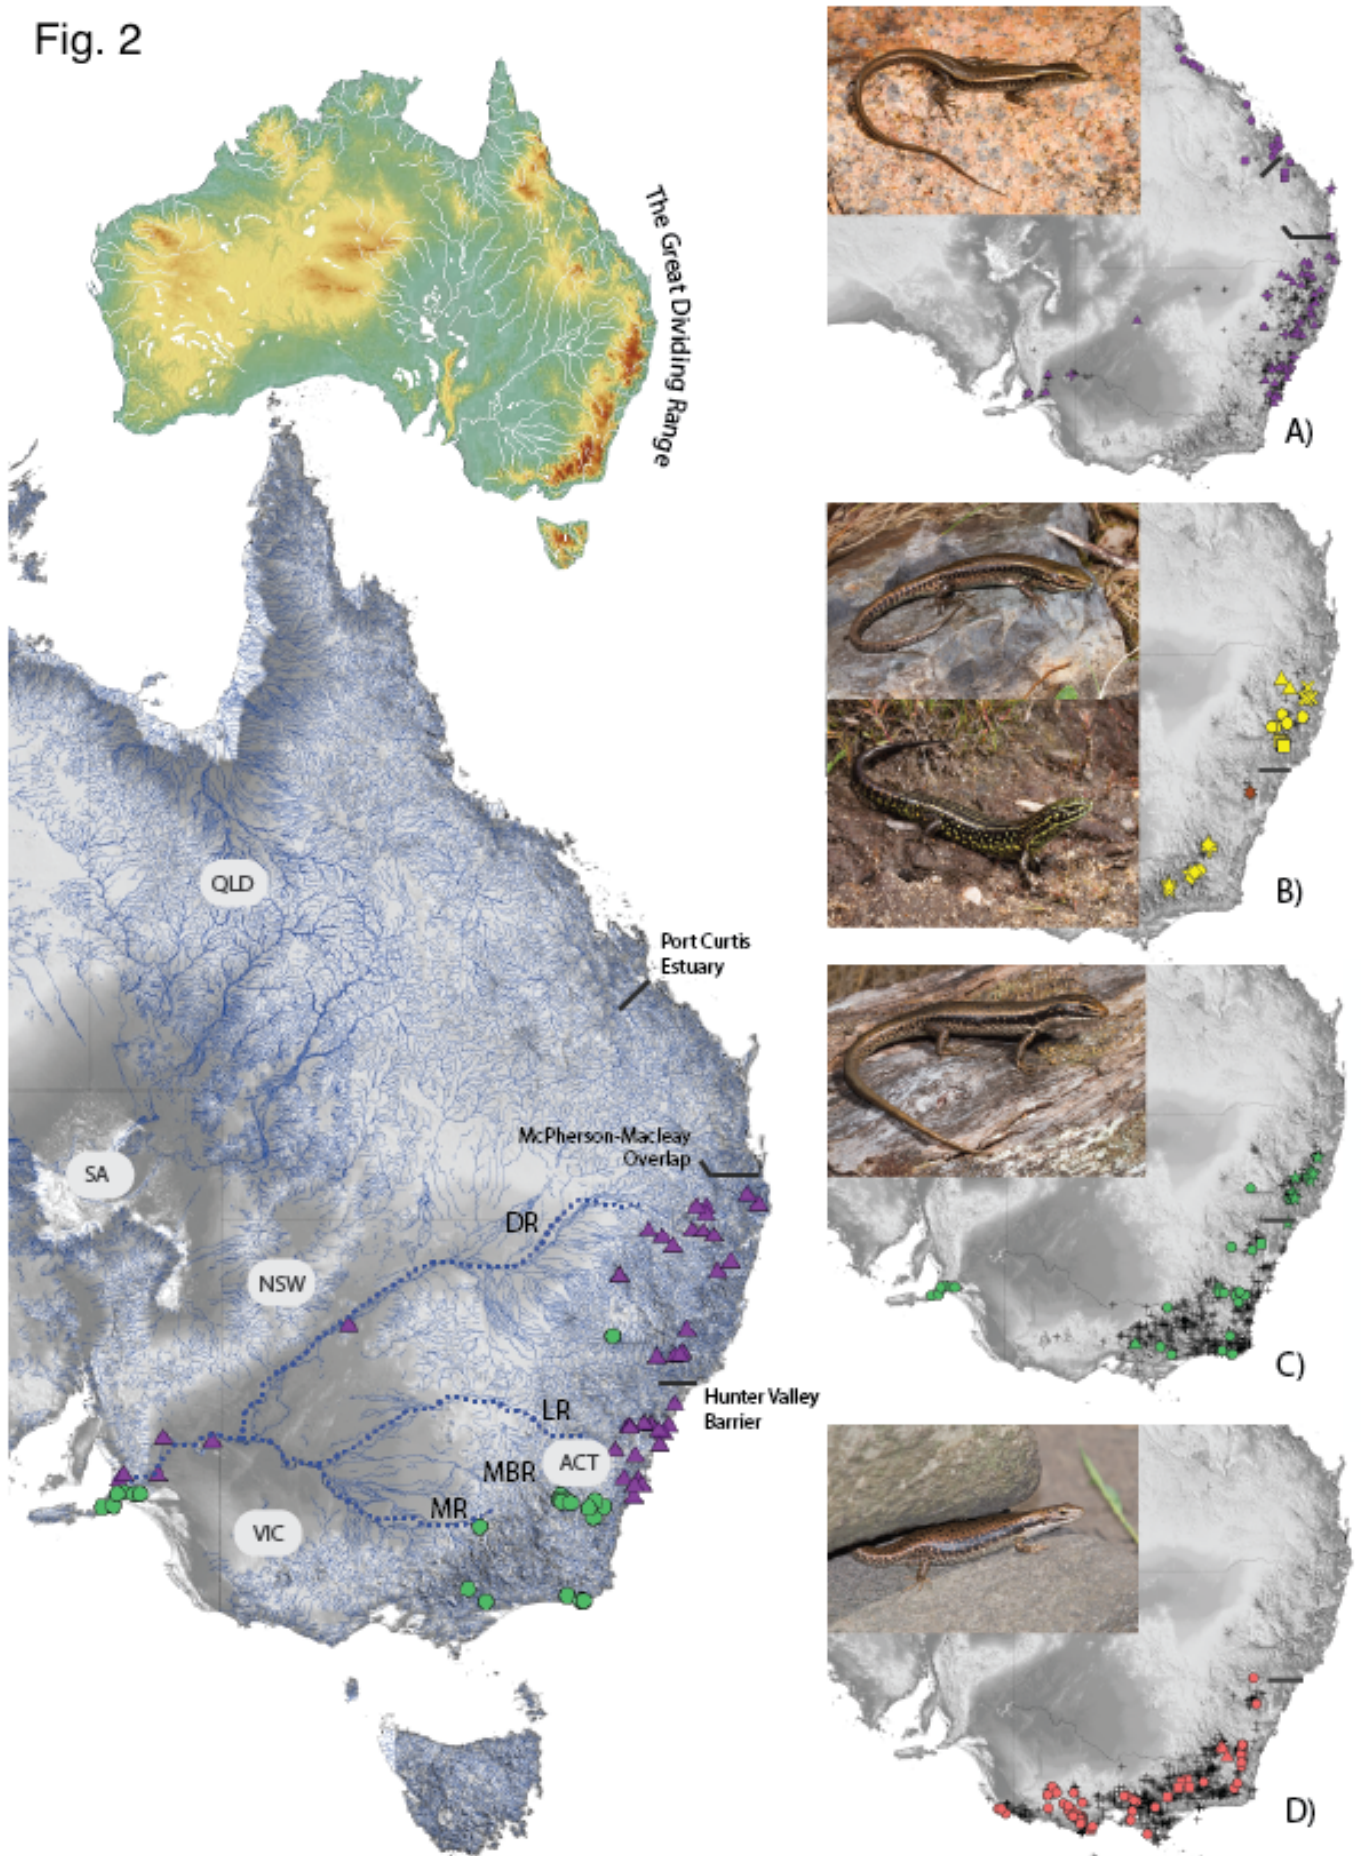 Fig. 2
The Great Dividing Range
QLD
Port Curtis
Estuary
McPherson-Macleay
Overlap
SA
DR
NSW
Hunter Valley
Barrier
LR
ACT
MBR
MR
VIC
A)
B)
C)
D)